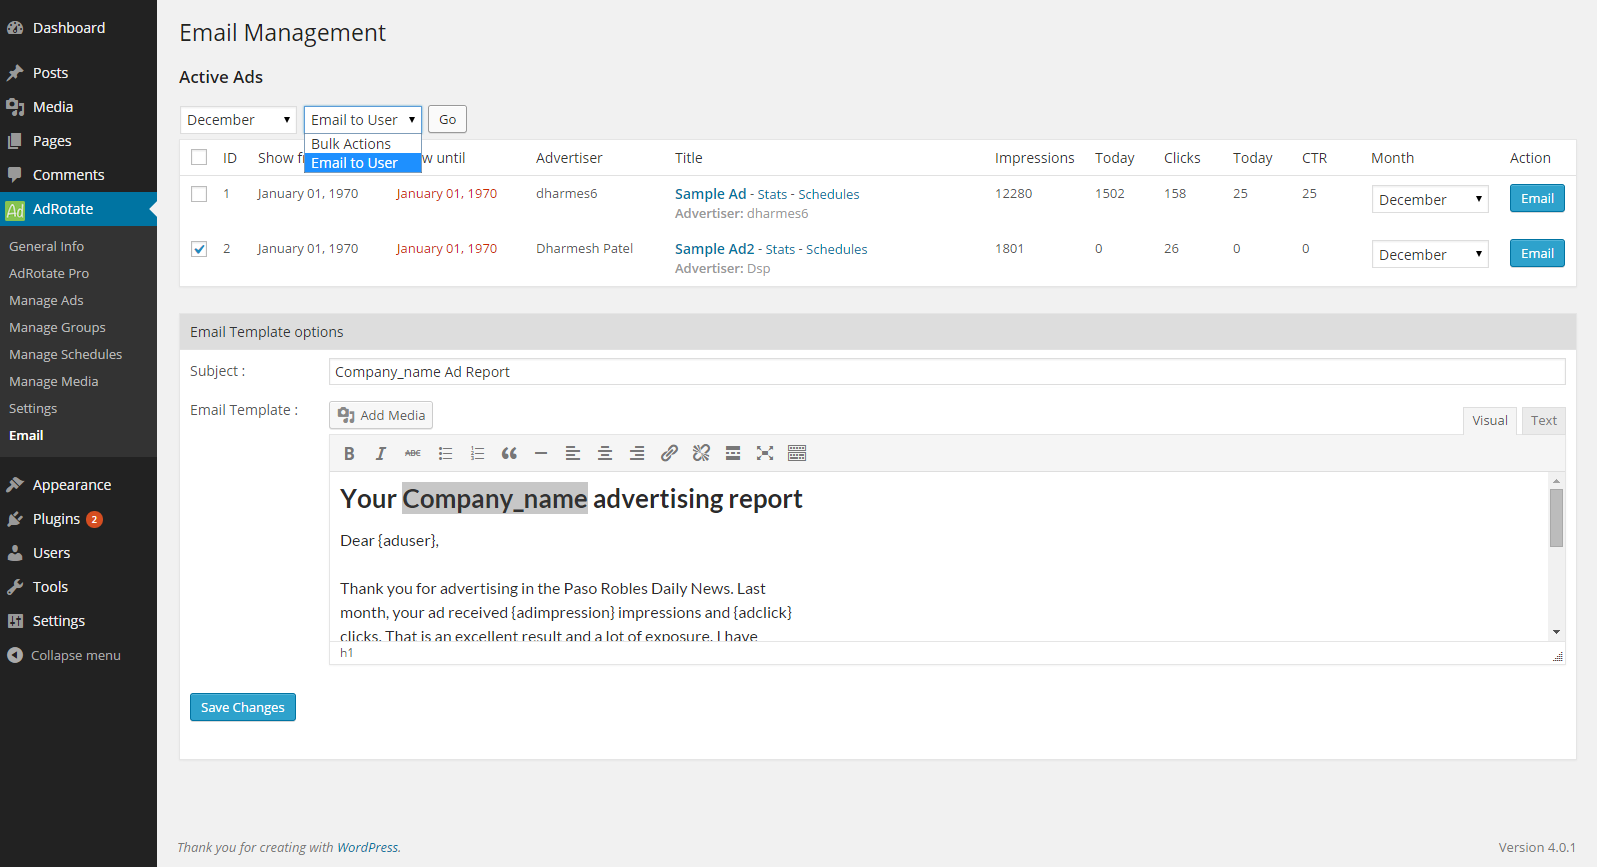 Dashboard
Posts
Media
Pages
Comments
Ad AdRotate
General Info
AdRotate Pro
Manage Ads
Manage Groups
Manage Schedules
Manage Media
Settings
Email
Appearance
Plugins 2
Users
Tools
Settings
Collapse menu
Email Management
Active Ads
December Email to User Go
Bulk Actions
Email to User
ID Show until Advertiser Title Impressions Today Clicks Today CTR Month Action
1 January 01, 1970 January 01, 1970 dharmes6 Sample Ad - Stats - Schedules 12280 1502 158 25 25 December Email
Advertiser: dharmes6
2 January 01, 1970 January 01, 1970 Dharmesh Patel Sample Ad2 - Stats - Schedules 1801 0 26 0 0 December Email
Advertiser: Dsp
Email Template options
Subject : Company_name Ad Report
Email Template : Add Media
Visual Text
B I ABC
Your Company_name advertising report
Dear {aduser},
Thank you for advertising in the Paso Robles Daily News. Last
month, your ad received {adimpression} impressions and {adclick}
clicks. That is an excellent result and a lot of exposure. I have
h1
Save Changes
Thank you for creating with WordPress.
Version 4.0.1